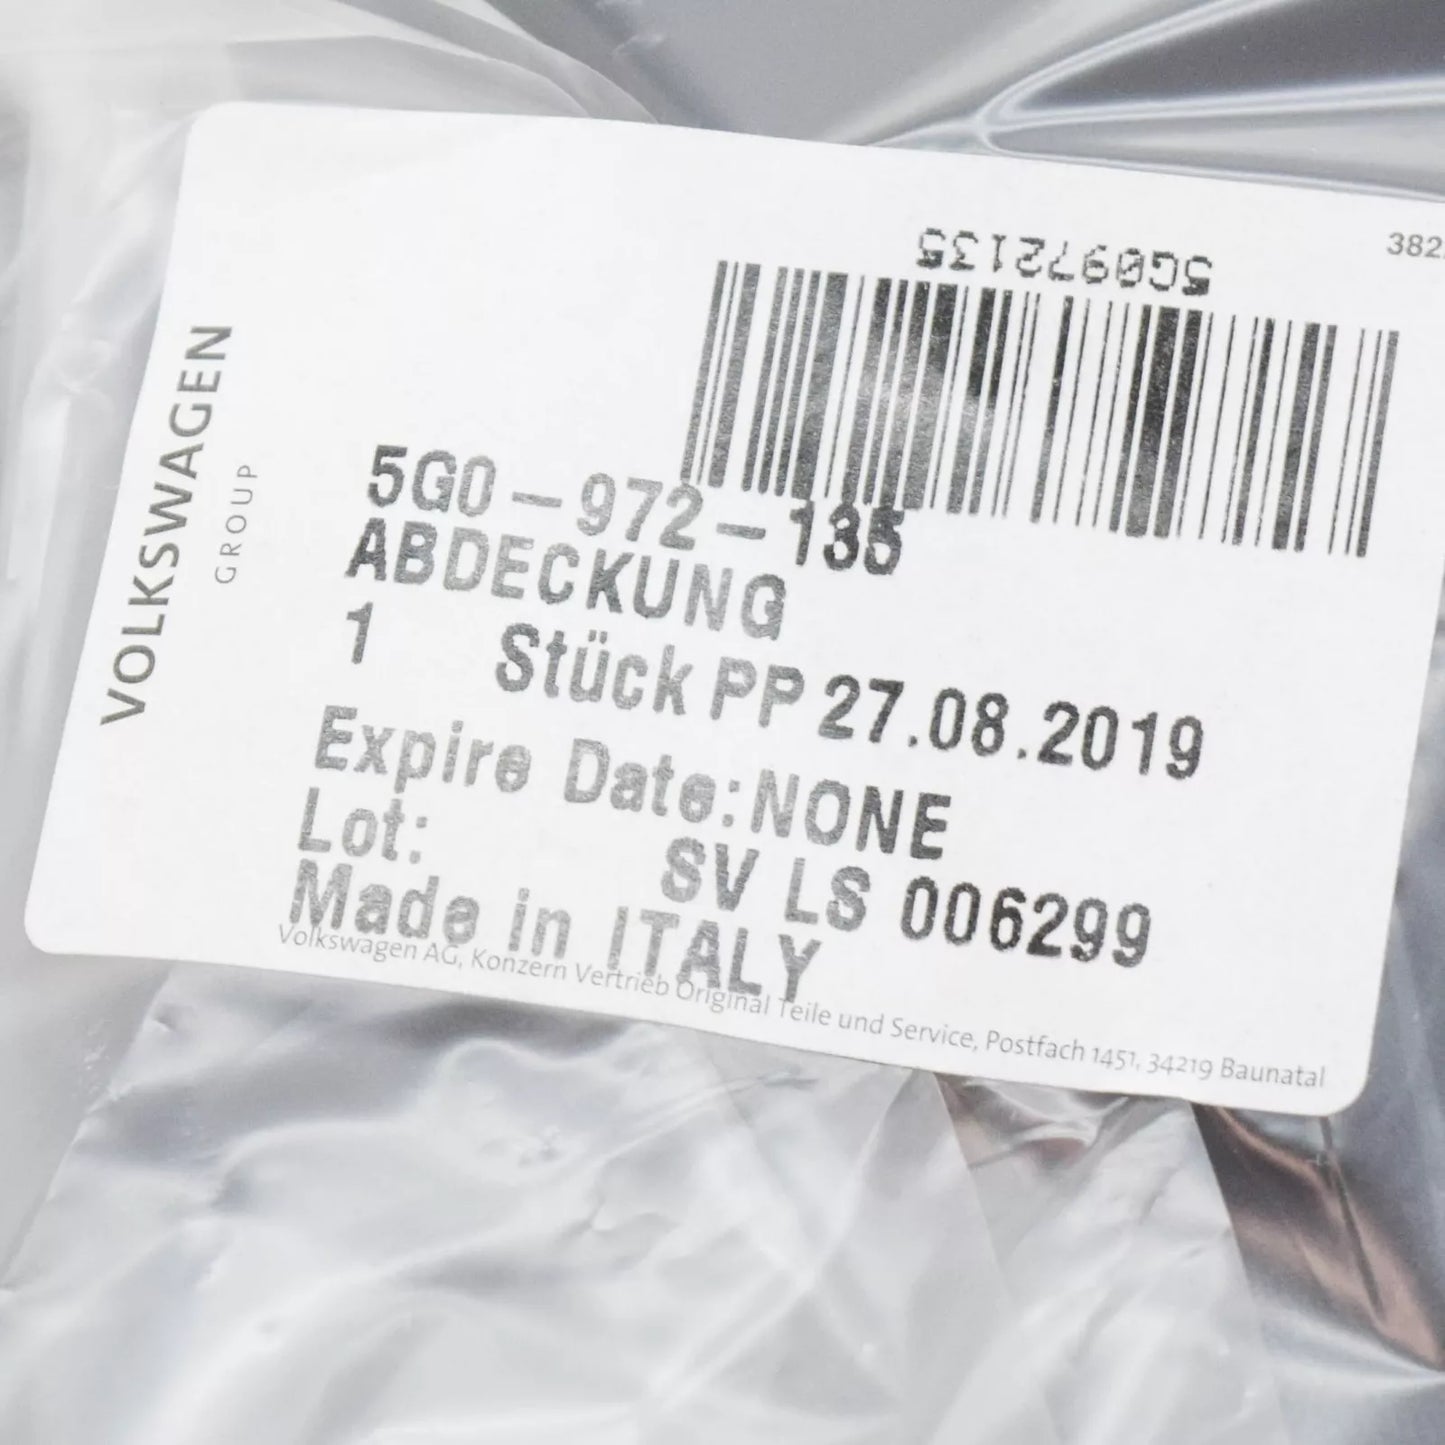 VOLKSWAGEN
GROUP
5G0972135
5G0-972-135
ABDECKUNG
1 Stück PP 27.08.2019
Expire Date:NONE
Lot: SV LS 006299
Made in ITALY
Volkswagen AG, Konzern Vertrieb Original Teile und Service, Postfach 1451, 34219 Baunatal